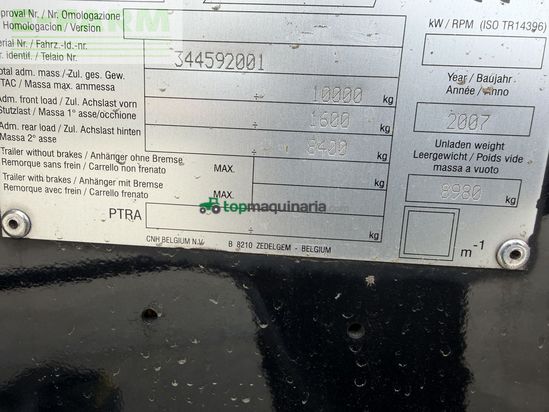 FARM
proval Nr./ Nr. Omologazione
Homologacion / Version
kW / RPM (ISO TR14396)
erial Nr./ Fahrz.-Id.-nr.
r. identif. / Telaio Nr.
344592001
otal adm. mass / Zul. ges. Gew.
TAC / Massa max. ammessa
÷ 10000 kg
Year / Baujahr
Année / Anno
Adm. front load / Zul. Achslast vorn
Stutzlast / Massa 1° asse/occhione
÷ 1600 kg
2007
Adm. rear load / Zul. Achslast hinten
Massa 2° asse
÷ 8400 kg
Unladen weight
Leergewicht / Poids vide
massa a vuoto
Trailer without brakes / Anhänger ohne Bremse
Remorque sans frein / Carrello non frenato
MAX. kg
8980 kg
Trailer with brakes / Anhänger mit Bremse
Remorque avec frein / Carrello frenato
MAX. kg
topmaquinaria
PTRA kg
m-1
CNH BELGIUM N.V. B 8210 ZEDELGEM - BELGIUM